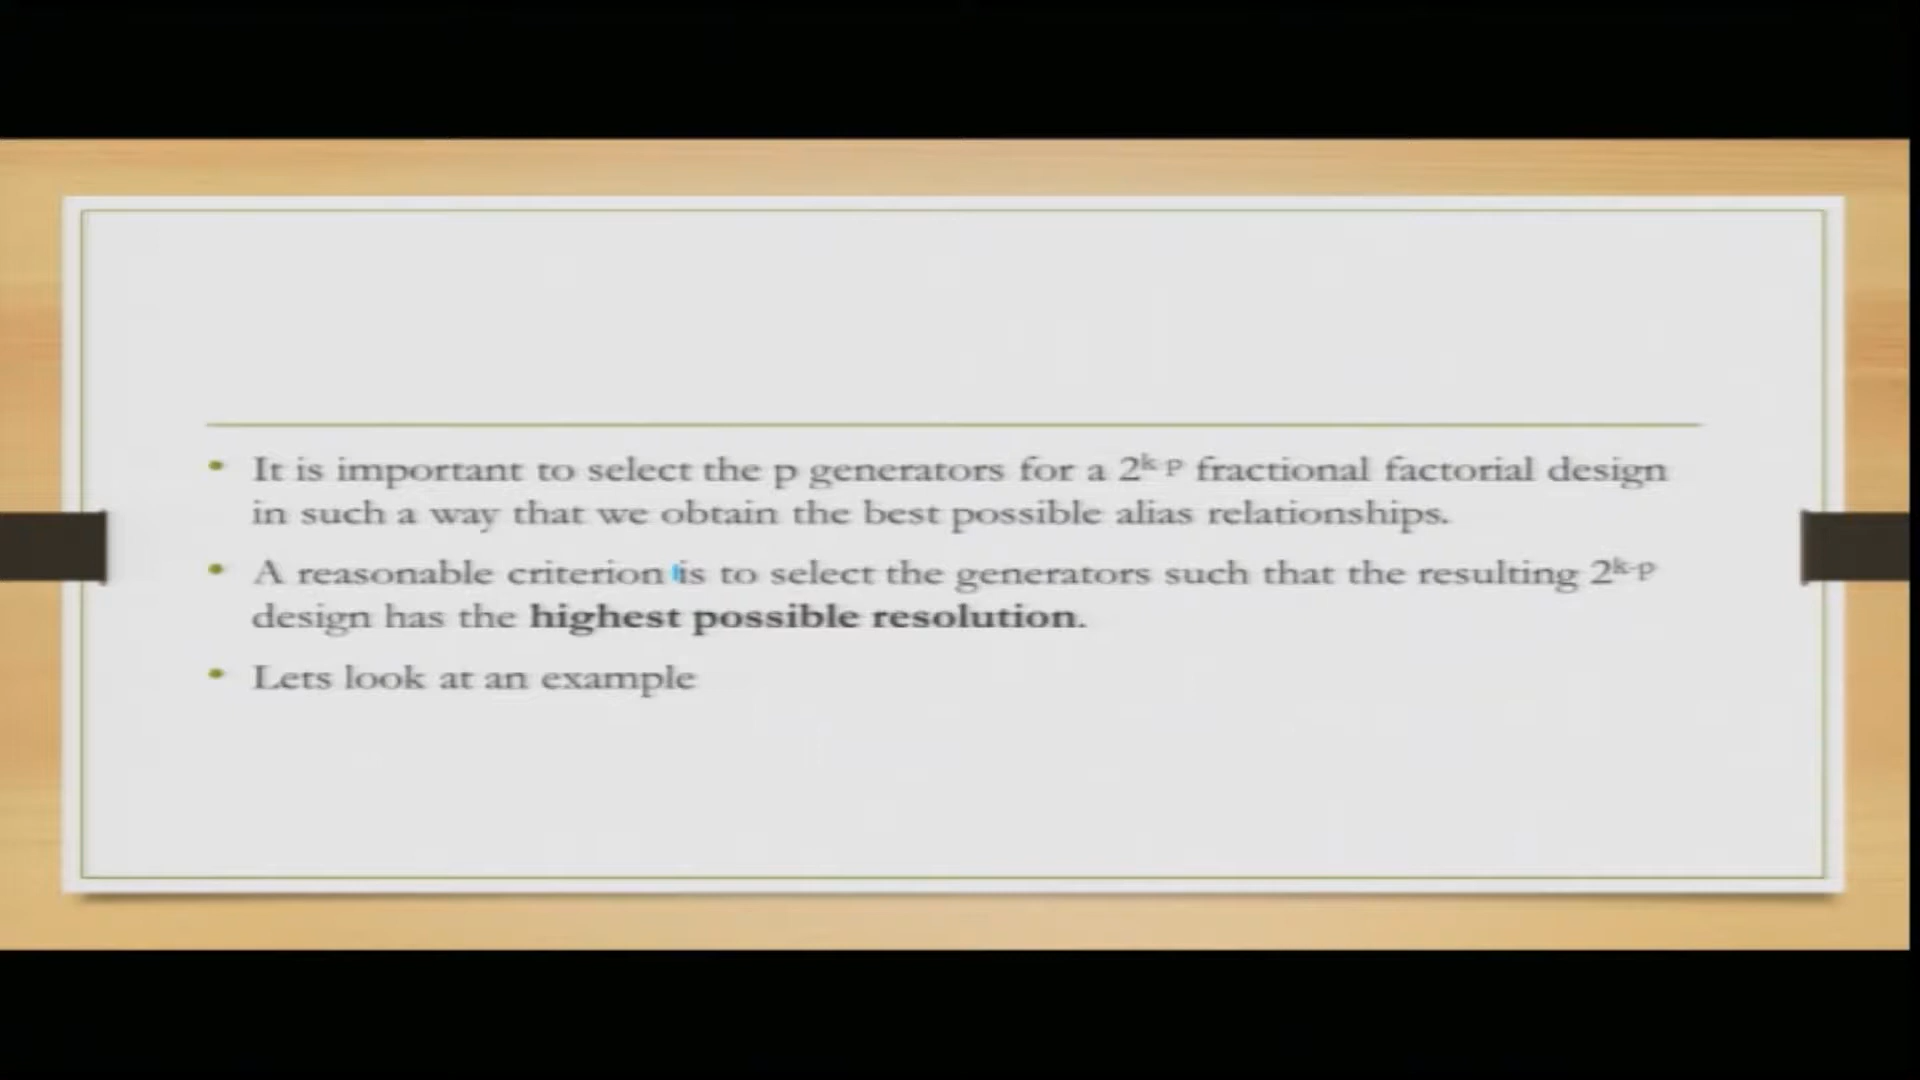 • It is important to select the p generators for a 2^k-p fractional factorial design
in such a way that we obtain the best possible alias relationships.
• A reasonable criterion is to select the generators such that the resulting 2^k-p
design has the highest possible resolution.
• Lets look at an example